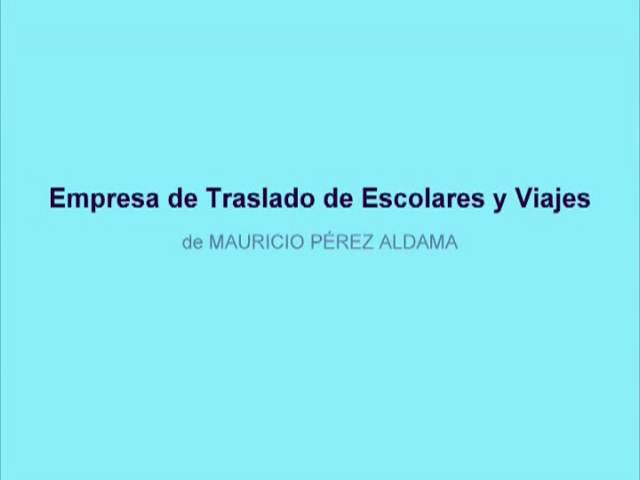 Empresa de Traslado de Escolares y Viajes
de MAURICIO PÉREZ ALDAMA